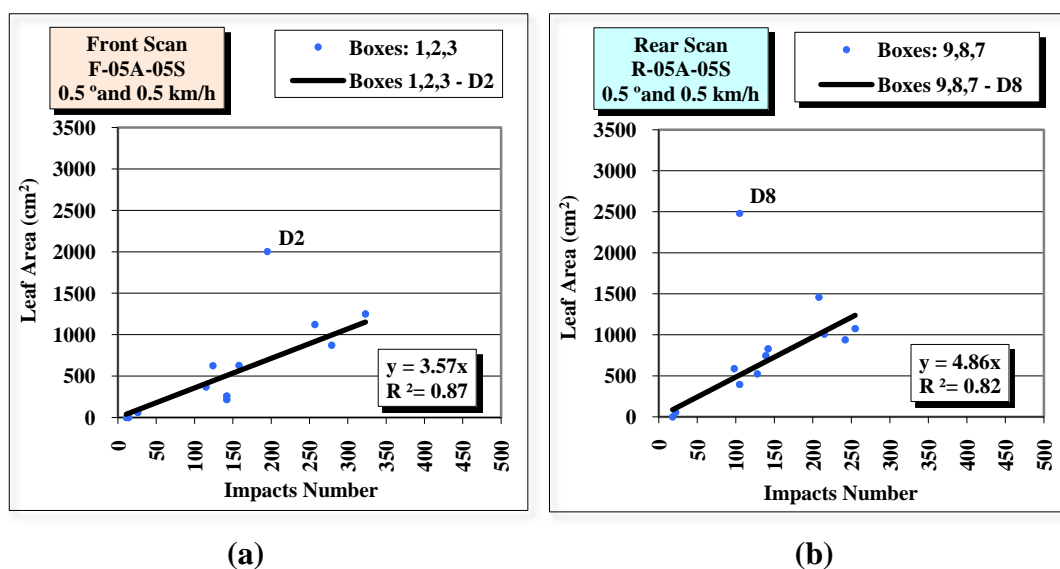 Front Scan
F-05A-05S
0.5 ºand 0.5 km/h
Boxes: 1,2,3
Boxes 1,2,3 - D2
3500
3000
2500
2000
1500
1000
500
0
Leaf Area (cm²)
D2
y = 3.57x
R ²= 0.87
0
50
100
150
200
250
300
350
400
450
500
Impacts Number
(a)
Rear Scan
R-05A-05S
0.5 ºand 0.5 km/h
Boxes: 9,8,7
Boxes 9,8,7 - D8
3500
3000
2500
2000
1500
1000
500
0
Leaf Area (cm²)
D8
y = 4.86x
R ²= 0.82
0
50
100
150
200
250
300
350
400
450
500
Impacts Number
(b)